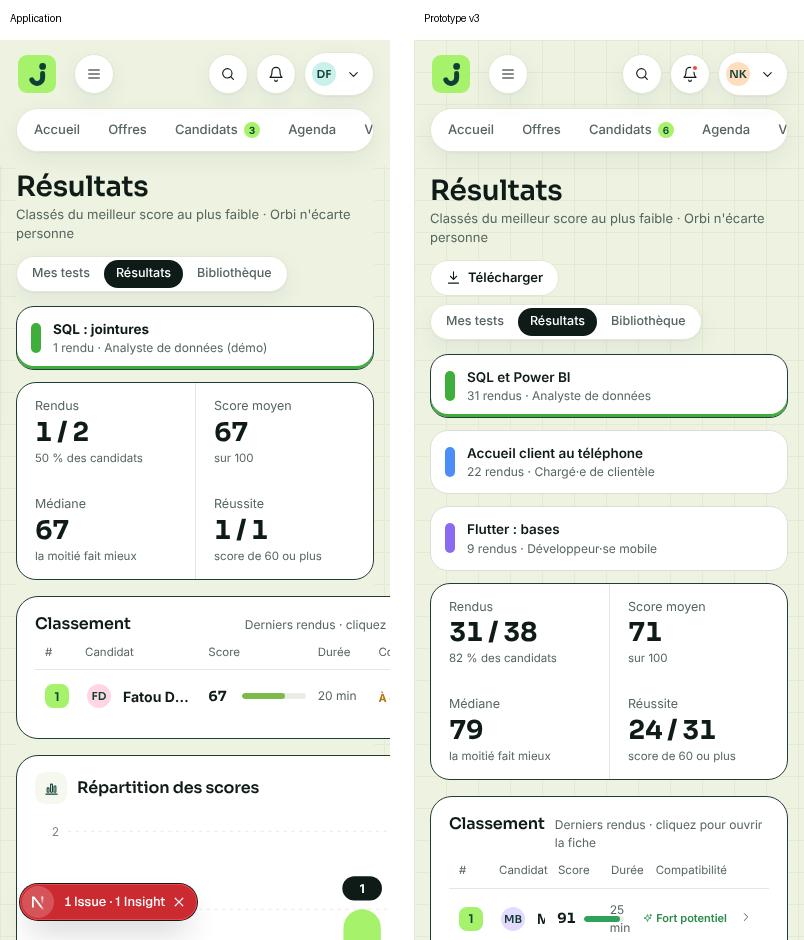 Application
DF
Accueil Offres Candidats 3 Agenda V
Résultats
Classés du meilleur score au plus faible · Orbi n'écarte
personne
Mes tests Résultats Bibliothèque
SQL : jointures
1 rendu · Analyste de données (démo)
Rendus Score moyen
1 / 2 67
50 % des candidats sur 100
Médiane Réussite
67 1 / 1
la moitié fait mieux score de 60 ou plus
Classement Derniers rendus · cliquez
# Candidat Score Durée Co
1 FD Fatou D... 67 20 min À
Répartition des scores
2
1
N 1 Issue · 1 Insight
Prototype v3
NK
Accueil Offres Candidats 6 Agenda V
Résultats
Classés du meilleur score au plus faible · Orbi n'écarte
personne
Télécharger
Mes tests Résultats Bibliothèque
SQL et Power BI
31 rendus · Analyste de données
Accueil client au téléphone
22 rendus · Chargé·e de clientèle
Flutter : bases
9 rendus · Développeur·se mobile
Rendus Score moyen
31 / 38 71
82 % des candidats sur 100
Médiane Réussite
79 24 / 31
la moitié fait mieux score de 60 ou plus
Classement Derniers rendus · cliquez pour ouvrir
la fiche
# Candidat Score Durée Compatibilité
1 MB 91 25 min Fort potentiel